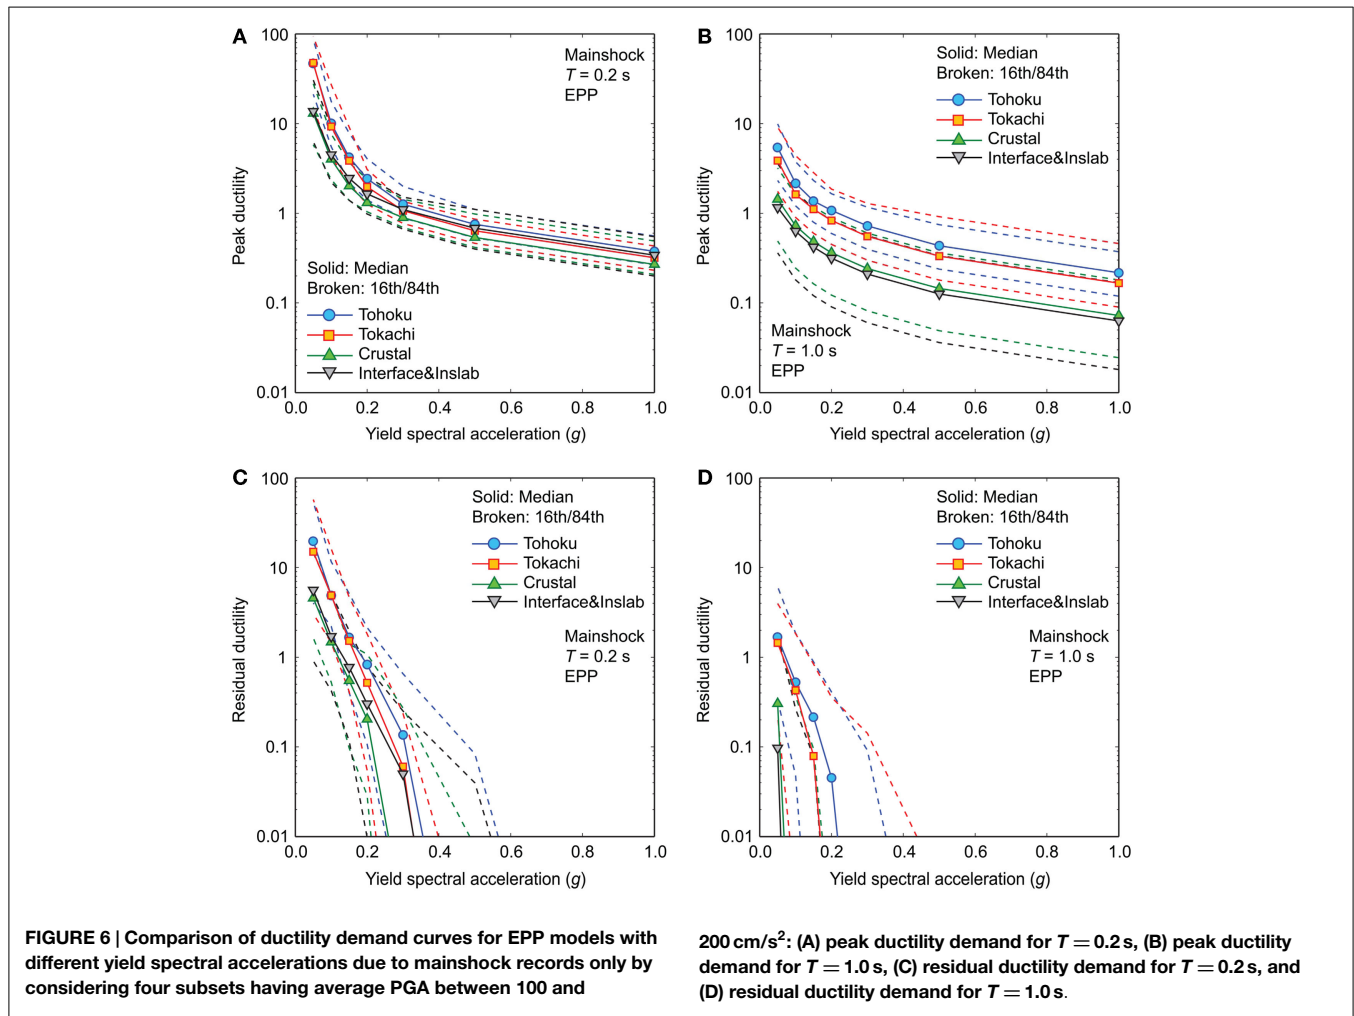 A
100
10
1
0.1
0.01
Peak ductility
Mainshock
T = 0.2 s
EPP
Solid: Median
Broken: 16th/84th
Tohoku
Tokachi
Crustal
Interface&Inslab
0.0 0.2 0.4 0.6 0.8 1.0
Yield spectral acceleration (g)
B
100
10
1
0.1
0.01
Peak ductility
Solid: Median
Broken: 16th/84th
Tohoku
Tokachi
Crustal
Interface&Inslab
Mainshock
T = 1.0 s
EPP
0.0 0.2 0.4 0.6 0.8 1.0
Yield spectral acceleration (g)
C
100
10
1
0.1
0.01
Residual ductility
Solid: Median
Broken: 16th/84th
Tohoku
Tokachi
Crustal
Interface&Inslab
Mainshock
T = 0.2 s
EPP
0.0 0.2 0.4 0.6 0.8 1.0
Yield spectral acceleration (g)
D
100
10
1
0.1
0.01
Residual ductility
Solid: Median
Broken: 16th/84th
Tohoku
Tokachi
Crustal
Interface&Inslab
Mainshock
T = 1.0 s
EPP
0.0 0.2 0.4 0.6 0.8 1.0
Yield spectral acceleration (g)
FIGURE 6 | Comparison of ductility demand curves for EPP models with
different yield spectral accelerations due to mainshock records only by
considering four subsets having average PGA between 100 and
200 cm/s²: (A) peak ductility demand for T = 0.2 s, (B) peak ductility
demand for T = 1.0 s, (C) residual ductility demand for T = 0.2 s, and
(D) residual ductility demand for T = 1.0 s.